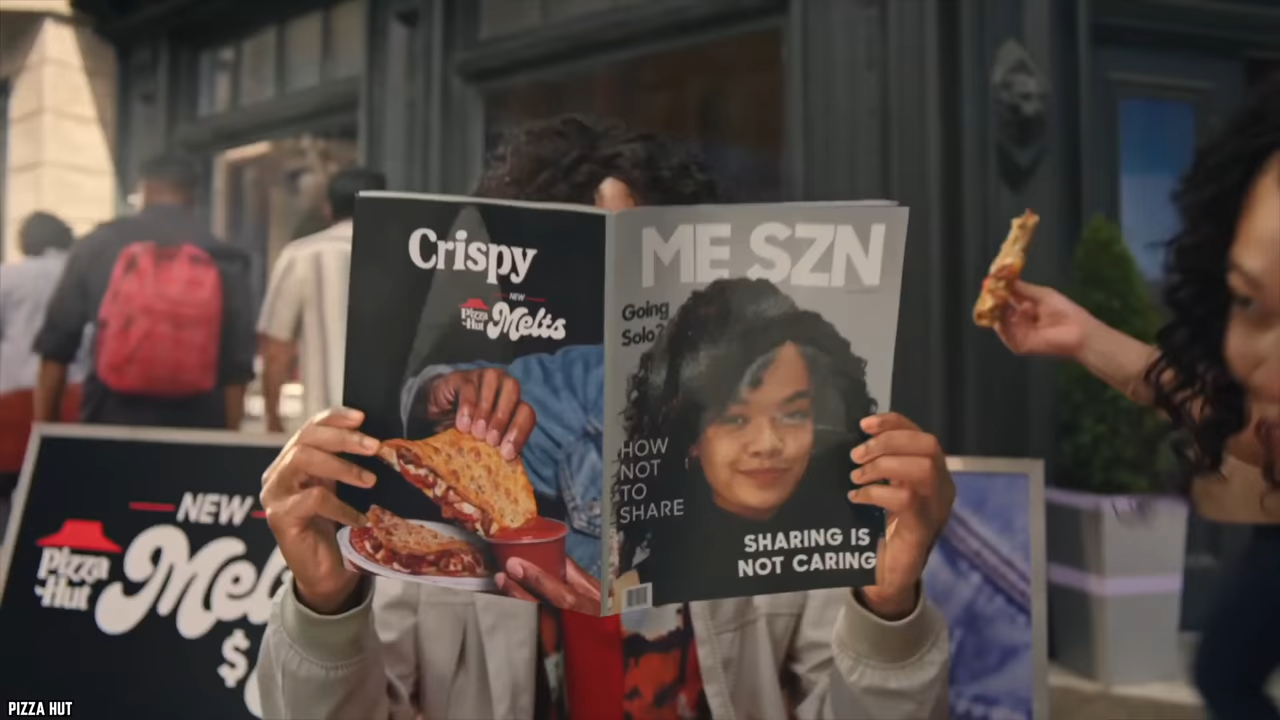 Crispy
NEW
Pizza
Hut
Melts
ME SZN
Going
Solo?
HOW
NOT
TO
SHARE
SHARING IS
NOT CARING
NEW
Pizza
Hut
$
PIZZA HUT